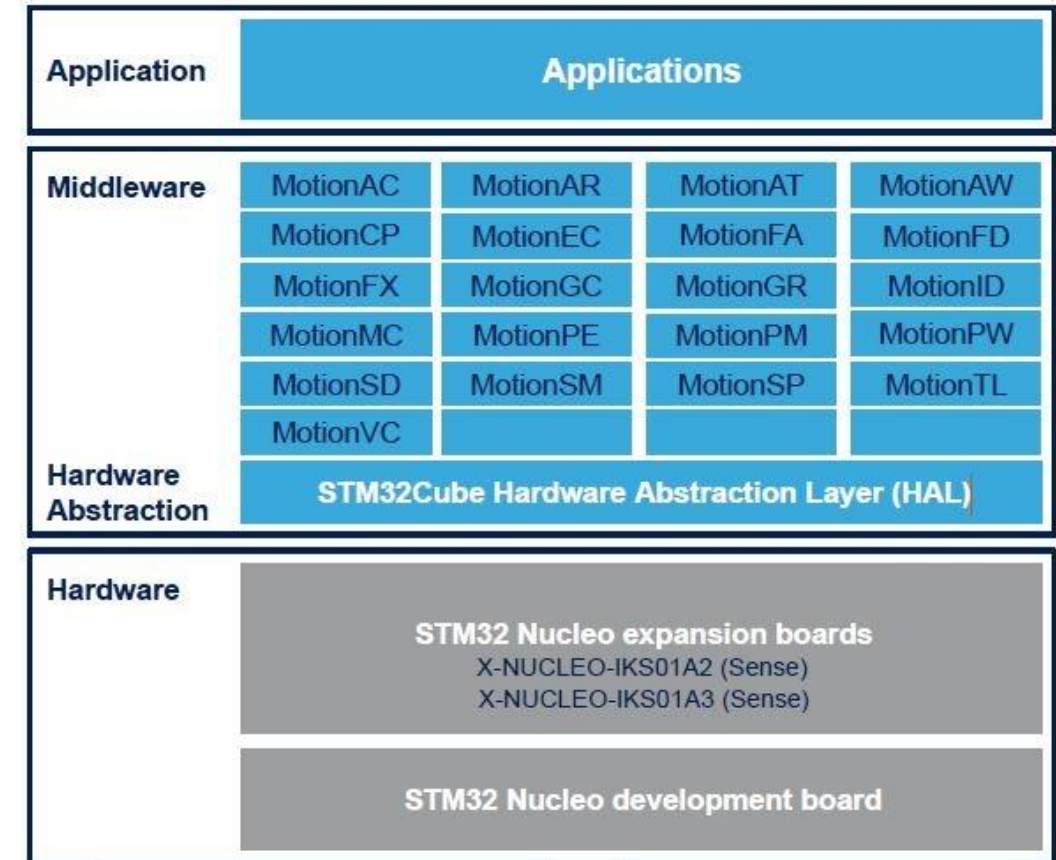 Application
Applications
Middleware
MotionAC MotionAR MotionAT MotionAW
MotionCP MotionEC MotionFA MotionFD
MotionFX MotionGC MotionGR MotionID
MotionMC MotionPE MotionPM MotionPW
MotionSD MotionSM MotionSP MotionTL
MotionVC
Hardware
Abstraction
STM32Cube Hardware Abstraction Layer (HAL)
Hardware
STM32 Nucleo expansion boards
X-NUCLEO-IKS01A2 (Sense)
X-NUCLEO-IKS01A3 (Sense)
STM32 Nucleo development board